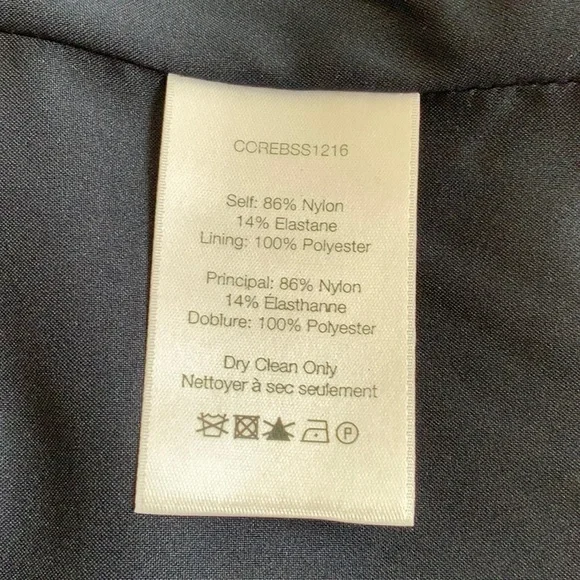 COREBSS1216
Self: 86% Nylon
14% Elastane
Lining: 100% Polyester
Principal: 86% Nylon
14% Élasthanne
Doblure: 100% Polyester
Dry Clean Only
Nettoyer à sec seulement
P